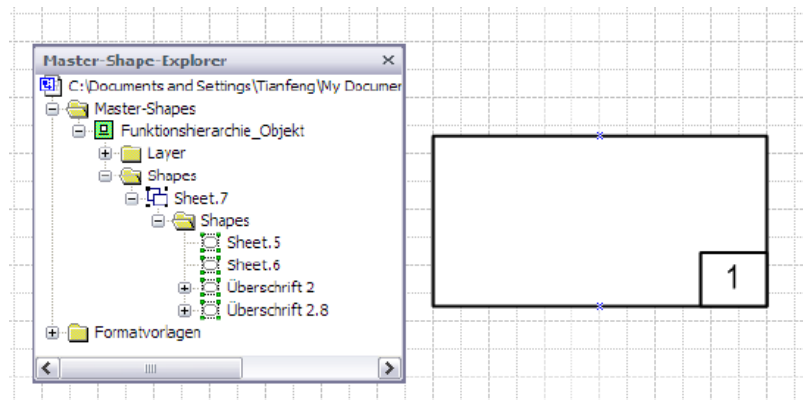 Master-Shape-Explorer
C:\Documents and Settings\Tianfeng\My Documer
Master-Shapes
Funktionshierarchie_Objekt
Layer
Shapes
Sheet.7
Shapes
Sheet.5
Sheet.6
Überschrift 2
Überschrift 2.8
Formatvorlagen
1